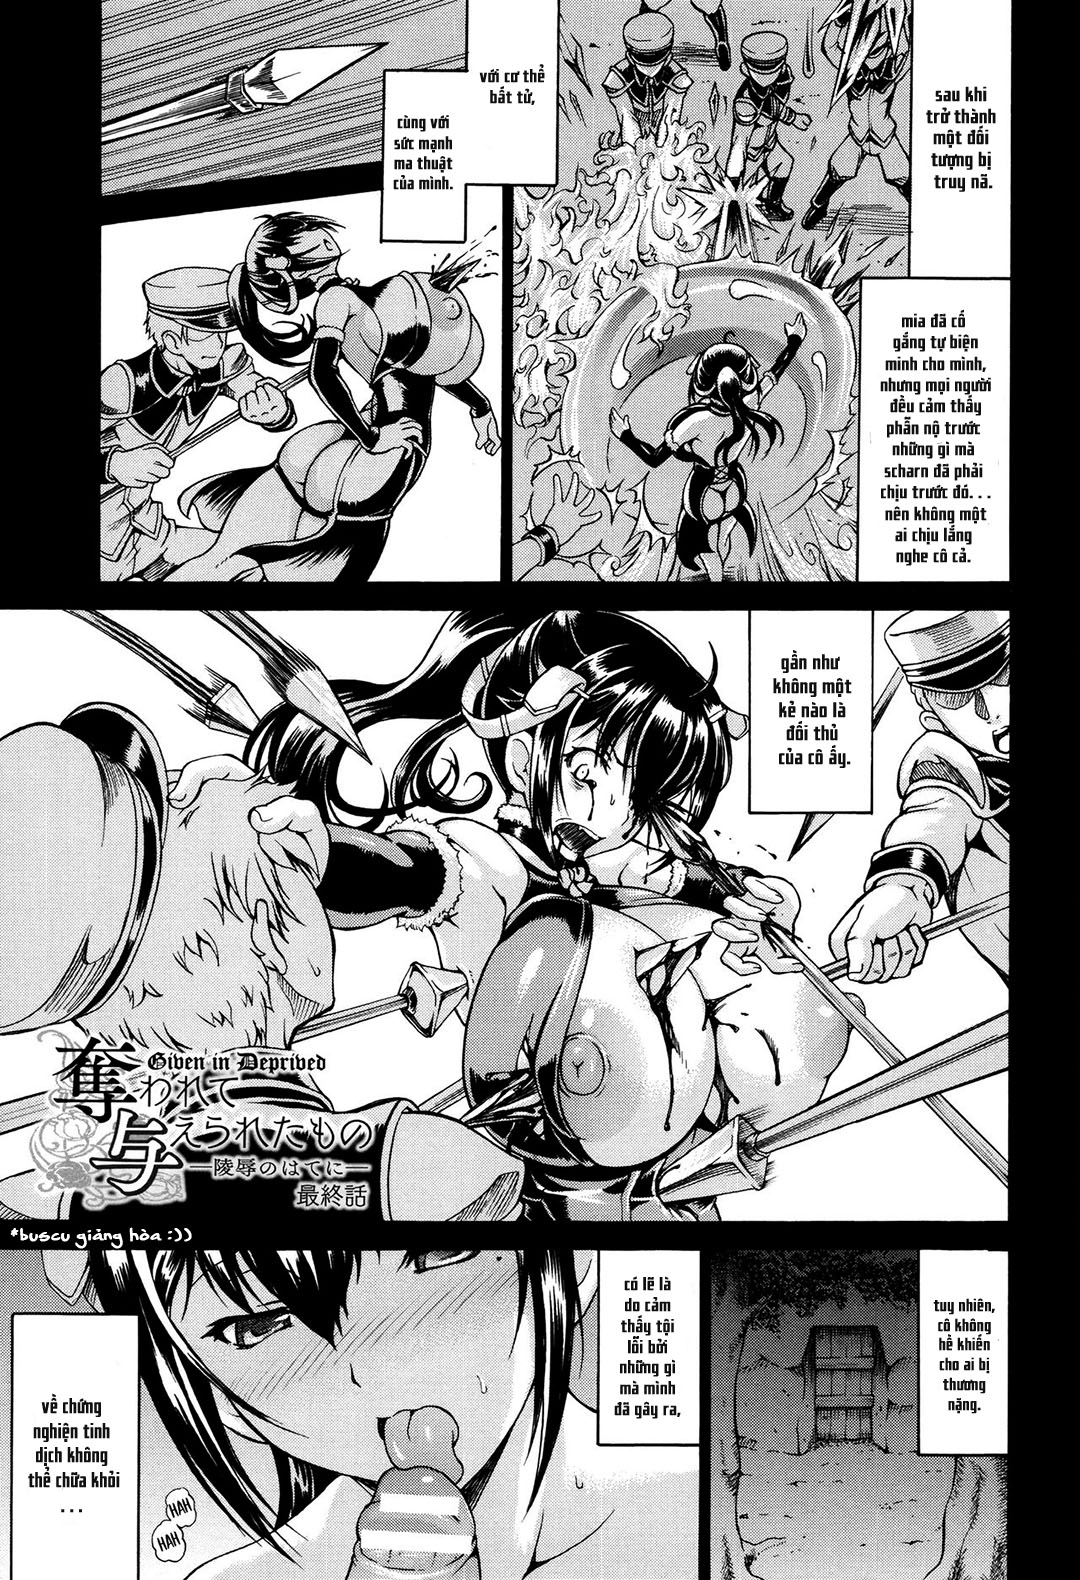 sau khi
trở thành
một đối
tượng bị
truy nã.
với cơ thể
bất tử,
cùng với
sức mạnh
ma thuật
của mình.
mia đã cố
gắng tự biện
minh cho mình,
nhưng mọi người
đều cảm thấy
phẫn nộ trước
những gì mà
scharn đã phải
chịu trước đó...
nên không một
ai chịu lắng
nghe cô cả.
gần như
không một
kẻ nào là
đối thủ
của cô ấy.
Given in Deprived
奪われて
与えられたもの
―陵辱のはてに―
最終話
*buscu giảng hòa :))
tuy nhiên,
cô không
hề khiến
cho ai bị
thương
nặng.
có lẽ là
do cảm
thấy tội
lỗi bởi
những gì
mà mình
đã gây ra,
về chứng
nghiện tinh
dịch không
thể chữa khỏi
...
HAH
HAH